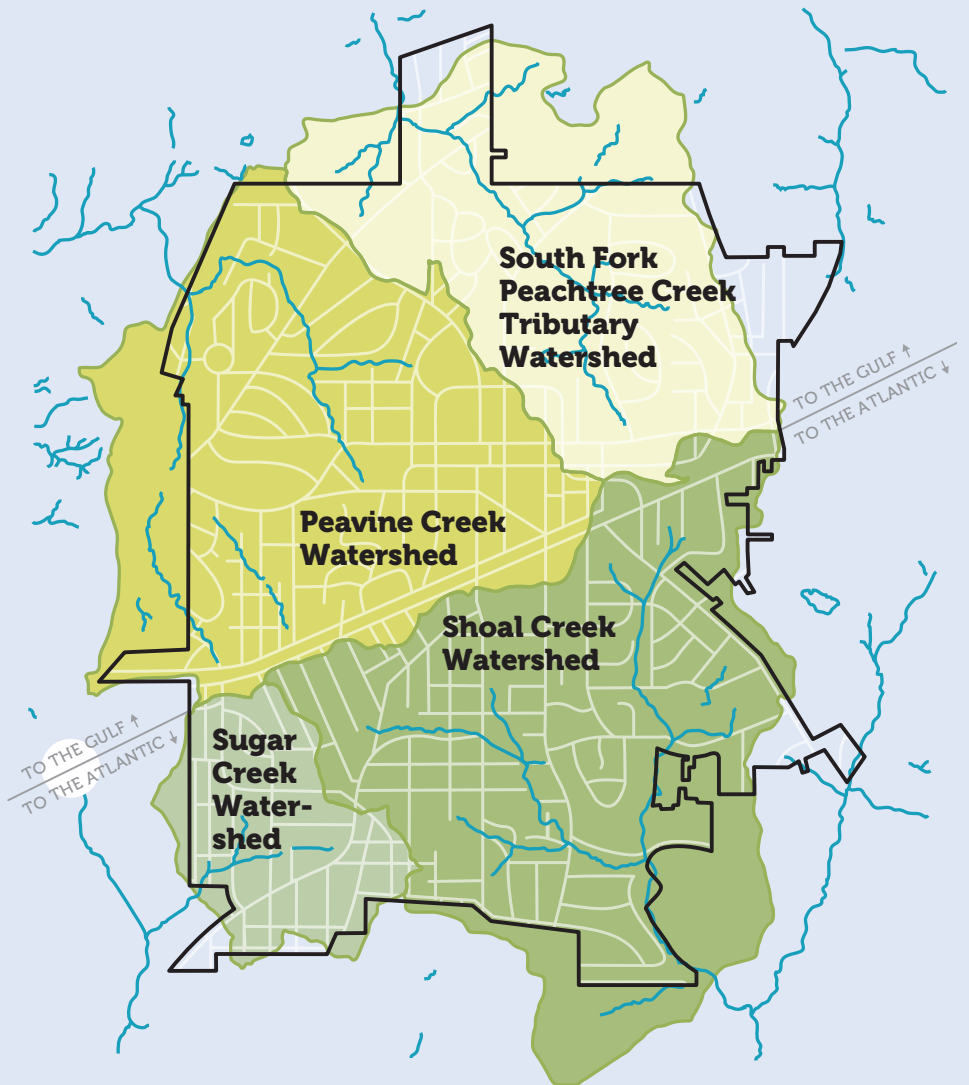 South Fork
Peachtree Creek
Tributary
Watershed
TO THE GULF ↑
TO THE ATLANTIC ↓
Peavine Creek
Watershed
Shoal Creek
Watershed
TO THE GULF ↑
TO THE ATLANTIC ↓
Sugar
Creek
Water-
shed